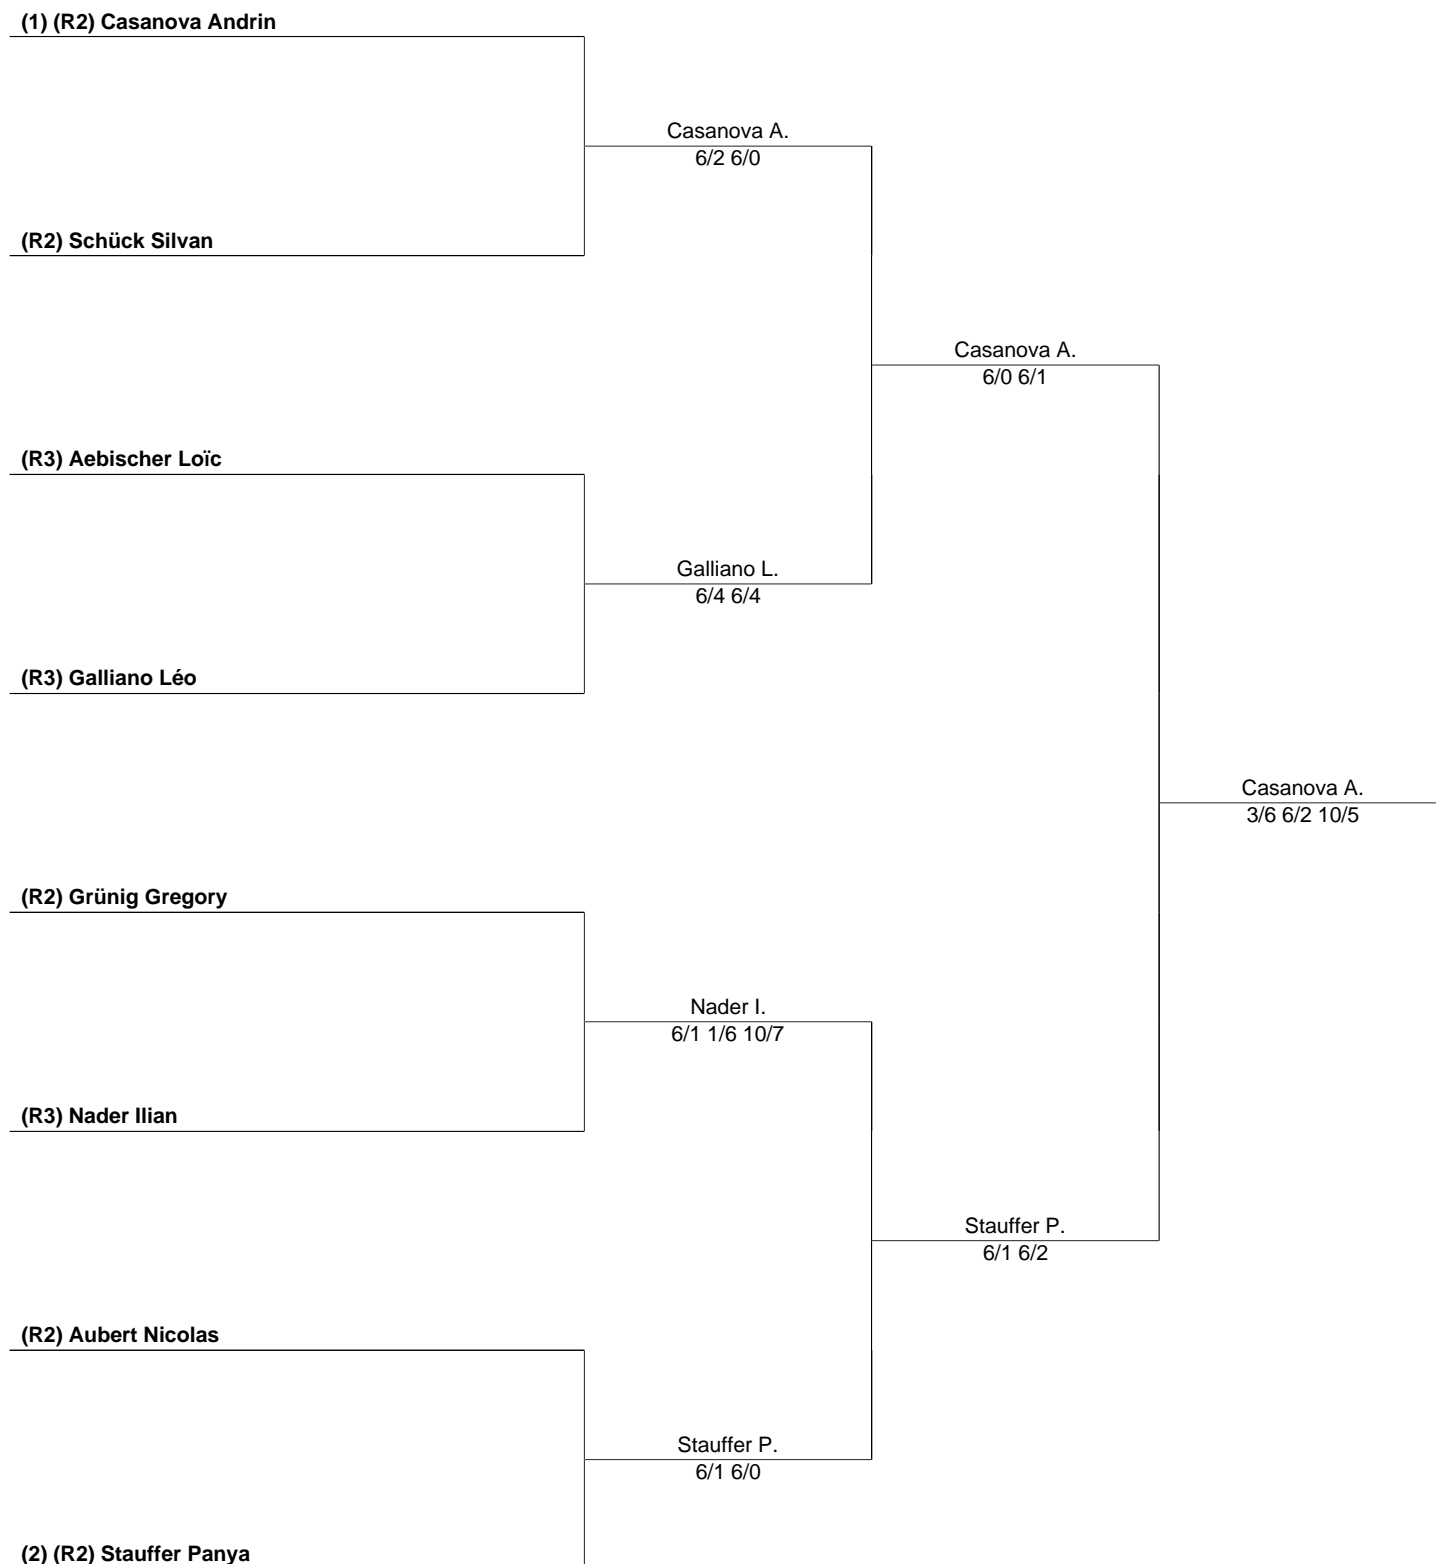 (1) (R2) Casanova Andrin
Casanova A.
6/2 6/0
(R2) Schück Silvan
Casanova A.
6/0 6/1
(R3) Aebischer Loïc
Galliano L.
6/4 6/4
(R3) Galliano Léo
Casanova A.
3/6 6/2 10/5
(R2) Grünig Gregory
Nader I.
6/1 1/6 10/7
(R3) Nader Ilian
Stauffer P.
6/1 6/2
(R2) Aubert Nicolas
Stauffer P.
6/1 6/0
(2) (R2) Stauffer Panya